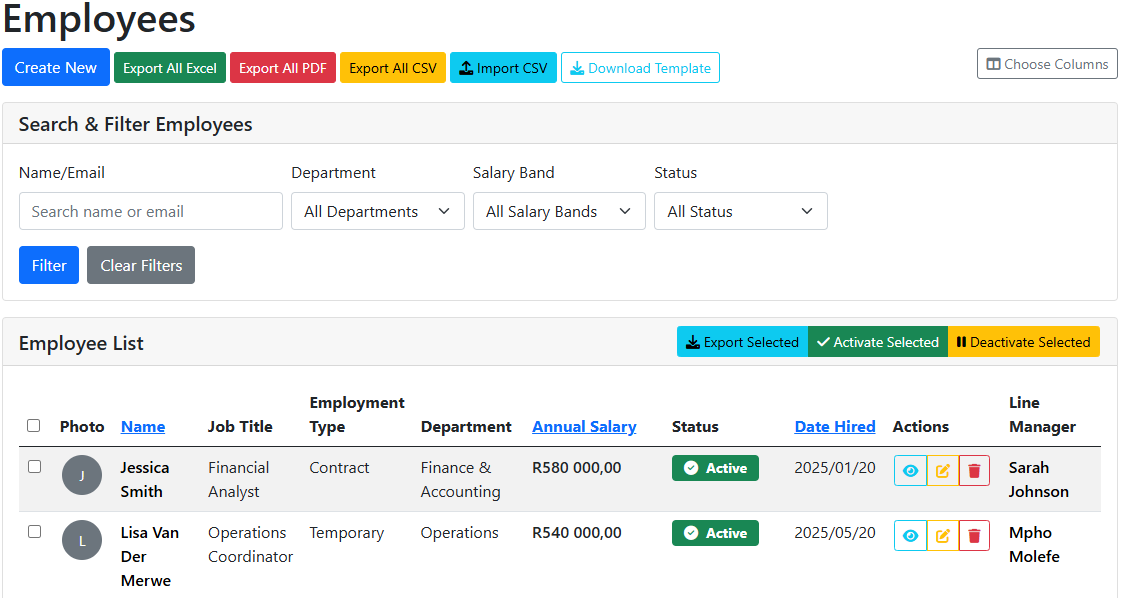 Employees
Create New Export All Excel Export All PDF Export All CSV Import CSV Download Template Choose Columns
Search & Filter Employees
Name/Email Department Salary Band Status
Search name or email All Departments All Salary Bands All Status
Filter Clear Filters
Employee List Export Selected Activate Selected Deactivate Selected
Employment Line
Photo Name Job Title Type Department Annual Salary Status Date Hired Actions Manager
J Jessica Financial Contract Finance & R580 000,00 Active 2025/01/20 Sarah
Smith Analyst Accounting Johnson
L Lisa Van Operations Temporary Operations R540 000,00 Active 2025/05/20 Mpho
Der Coordinator Molefe
Merwe